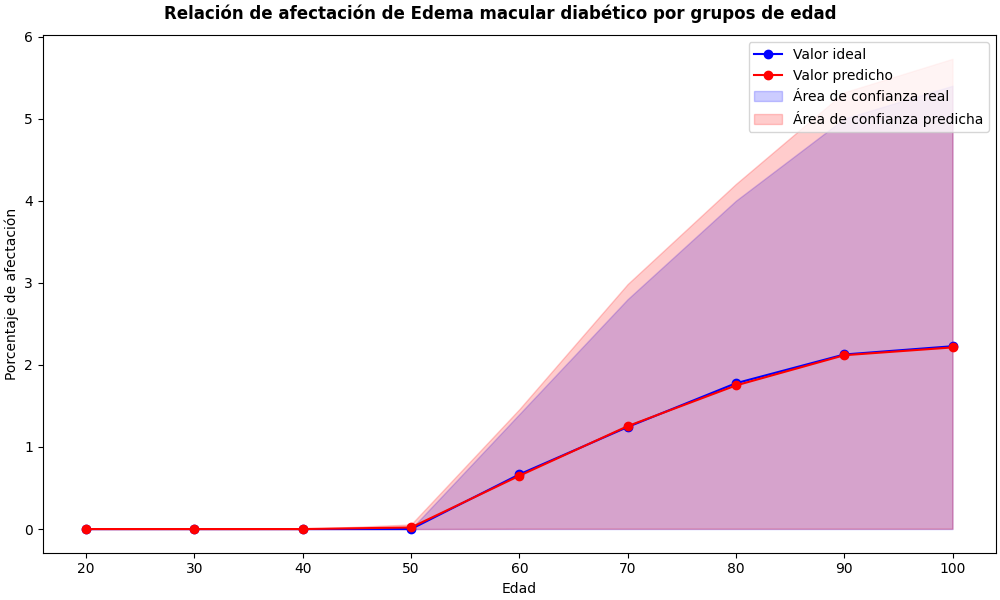 Relación de afectación de Edema macular diabético por grupos de edad
Valor ideal
Valor predicho
Área de confianza real
Área de confianza predicha
Porcentaje de afectación
6
5
4
3
2
1
0
20 30 40 50 60 70 80 90 100
Edad